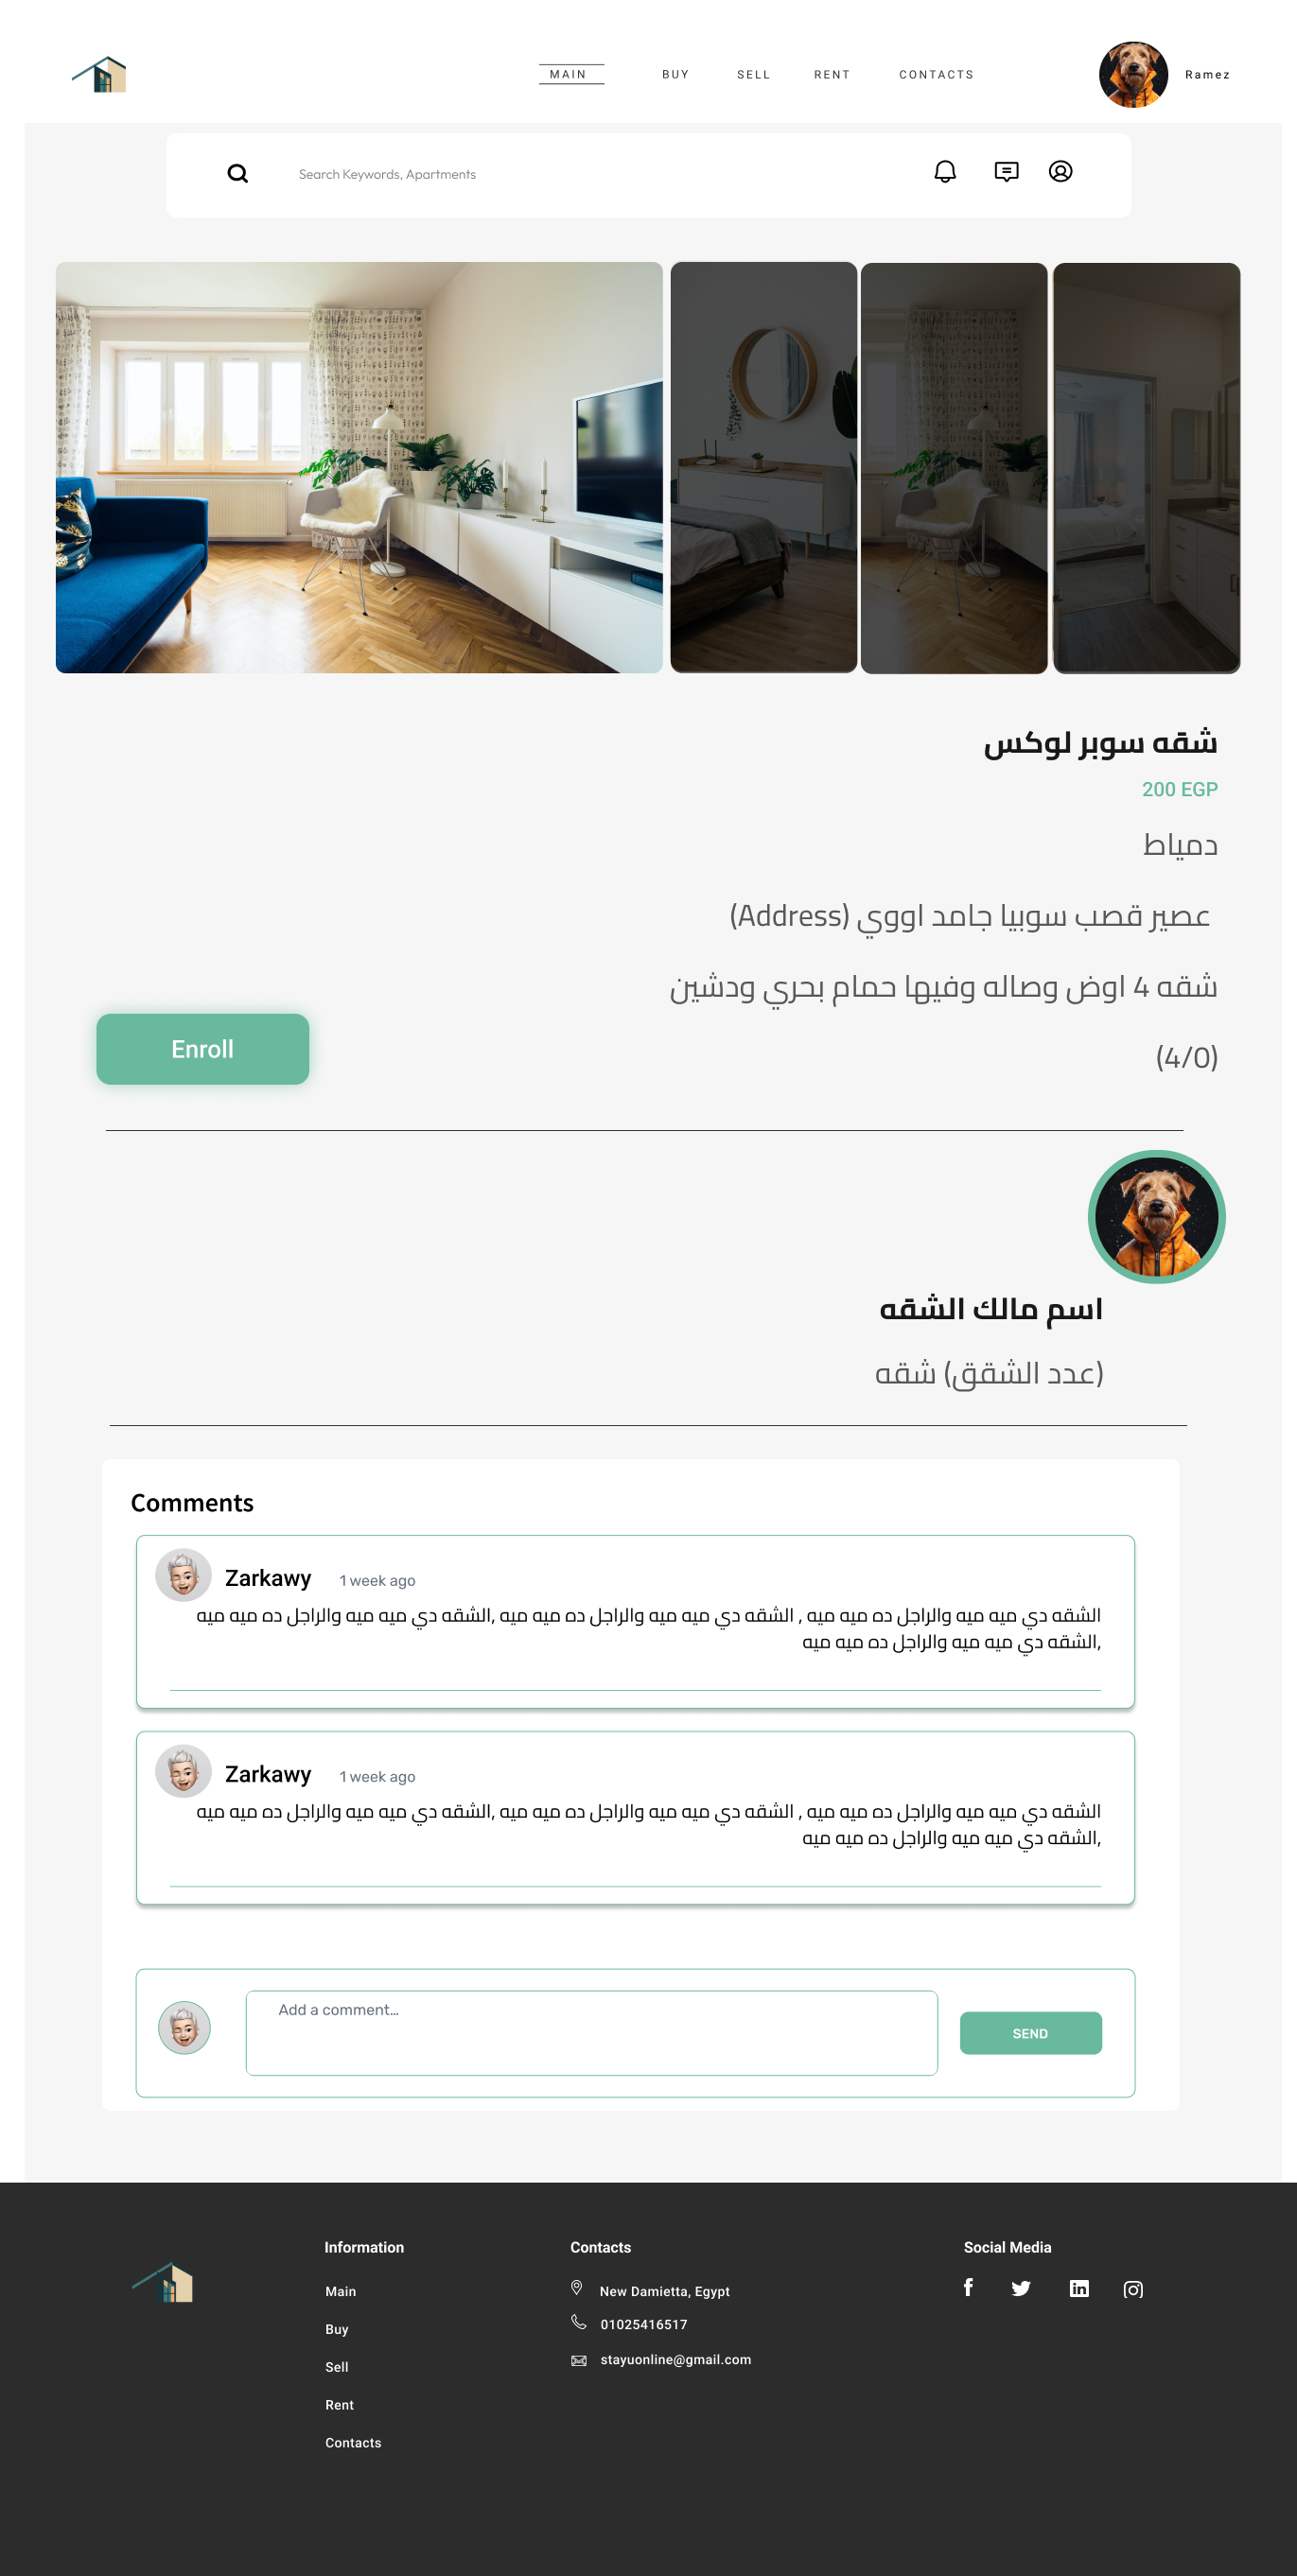 MAIN
BUY
SELL
RENT
CONTACTS
Ramez
Search Keywords, Apartments
شقه سوبر لوكس
200 EGP
دمياط
عصير قصب سوبيا جامد اووي (Address)
شقه 4 اوض وصاله وفيها حمام بحري ودشين
(4/0)
Enroll
اسم مالك الشقه
(عدد الشقق) شقه
Comments
Zarkawy
1 week ago
الشقه دي ميه ميه والراجل ده ميه ميه , الشقه دي ميه ميه والراجل ده ميه ميه ,الشقه دي ميه ميه والراجل ده ميه ميه
,الشقه دي ميه ميه والراجل ده ميه ميه
Zarkawy
1 week ago
الشقه دي ميه ميه والراجل ده ميه ميه , الشقه دي ميه ميه والراجل ده ميه ميه ,الشقه دي ميه ميه والراجل ده ميه ميه
,الشقه دي ميه ميه والراجل ده ميه ميه
Add a comment...
SEND
Information
Main
Buy
Sell
Rent
Contacts
Contacts
New Damietta, Egypt
01025416517
stayuonline@gmail.com
Social Media